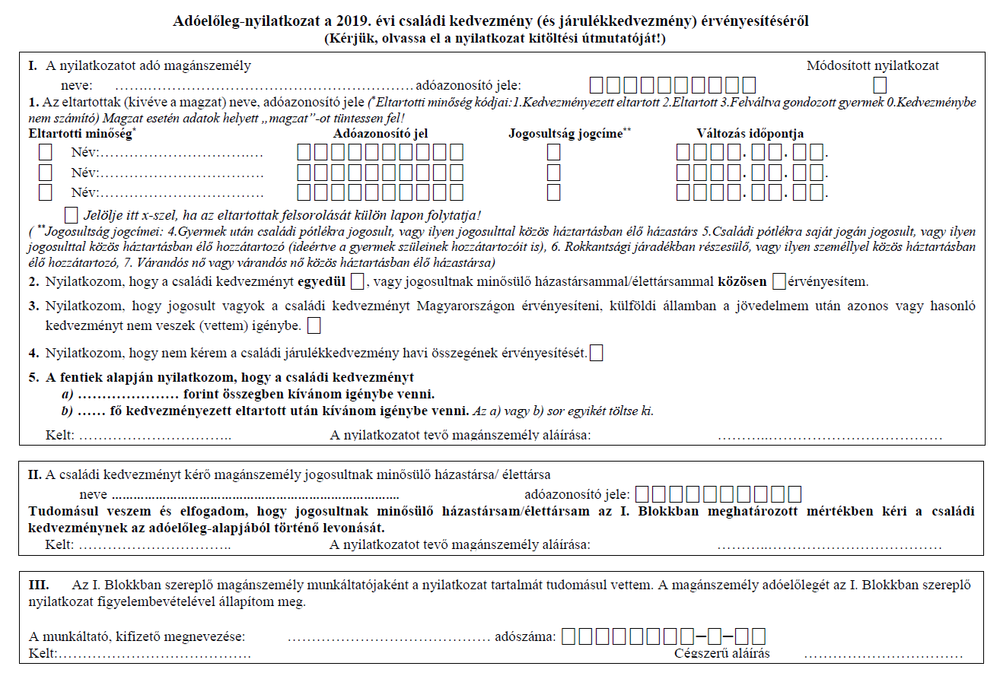 Adóelőleg-nyilatkozat a 2019. évi családi kedvezmény (és járulékkedvezmény) érvényesítéséről
(Kérjük, olvassa el a nyilatkozat kitöltési útmutatóját!)
I. A nyilatkozatot adó magánszemély Módosított nyilatkozat
neve: …….…………………………………………………. adóazonosító jele: □□□□□□□□□□ □
1. Az eltartottak (kivéve a magzat) neve, adóazonosító jele (*Eltartotti minőség kódjai:1.Kedvezményezett eltartott 2.Eltartott 3.Felváltva gondozott gyermek 0.Kedvezménybe
nem számító) Magzat esetén adatok helyett „magzat”-ot tüntessen fel!
Eltartotti minőség* Adóazonosító jel Jogosultság jogcíme** Változás időpontja
□ Név:……………………………… □□□□□□□□□□ □ □□□□.□□.□□.
□ Név:……………………………… □□□□□□□□□□ □ □□□□.□□.□□.
□ Név:……………………………… □□□□□□□□□□ □ □□□□.□□.□□.
□ Jelölje itt x-szel, ha az eltartottak felsorolását külön lapon folytatja!
( **Jogosultság jogcímei: 4.Gyermek után családi pótlékra jogosult, vagy ilyen jogosulttal közös háztartásban élő házastárs 5.Családi pótlékra saját jogán jogosult, vagy ilyen
jogosulttal közös háztartásban élő hozzátartozó (ideértve a gyermek szüleinek hozzátartozóit is), 6. Rokkantsági járadékban részesülő, vagy ilyen személlyel közös háztartásban
élő hozzátartozó, 7. Várandós nő vagy várandós nő közös háztartásban élő házastársa)
2. Nyilatkozom, hogy a családi kedvezményt egyedül □, vagy jogosultnak minősülő házastársammal/élettársammal közösen □érvényesítem.
3. Nyilatkozom, hogy jogosult vagyok a családi kedvezményt Magyarországon érvényesíteni, külföldi államban a jövedelmem után azonos vagy hasonló
kedvezményt nem veszek (vettem) igénybe. □
4. Nyilatkozom, hogy nem kérem a családi járulékkedvezmény havi összegének érvényesítését.□
5. A fentiek alapján nyilatkozom, hogy a családi kedvezményt
a) ………………… forint összegben kívánom igénybe venni.
b) …… fő kedvezményezett eltartott után kívánom igénybe venni. Az a) vagy b) sor egyikét töltse ki.
Kelt: ………………………….. A nyilatkozatot tevő magánszemély aláírása: ………...………………………………
II. A családi kedvezményt kérő magánszemély jogosultnak minősülő házastársa/ élettársa
neve ........................................................................ adóazonosító jele: □□□□□□□□□□
Tudomásul veszem és elfogadom, hogy jogosultnak minősülő házastársam/élettársam az I. Blokkban meghatározott mértékben kéri a családi
kedvezménynek az adóelőleg-alapjából történő levonását.
Kelt: ………………………….. A nyilatkozatot tevő magánszemély aláírása: ………...………………………………
III. Az I. Blokkban szereplő magánszemély munkáltatójaként a nyilatkozat tartalmát tudomásul vettem. A magánszemély adóelőlegét az I. Blokkban szereplő
nyilatkozat figyelembevételével állapítom meg.
A munkáltató, kifizető megnevezése: …………………………………… adószáma: □□□□□□□□–□–□□
Kelt:…………………………………. Cégszerű aláírás ……………………………